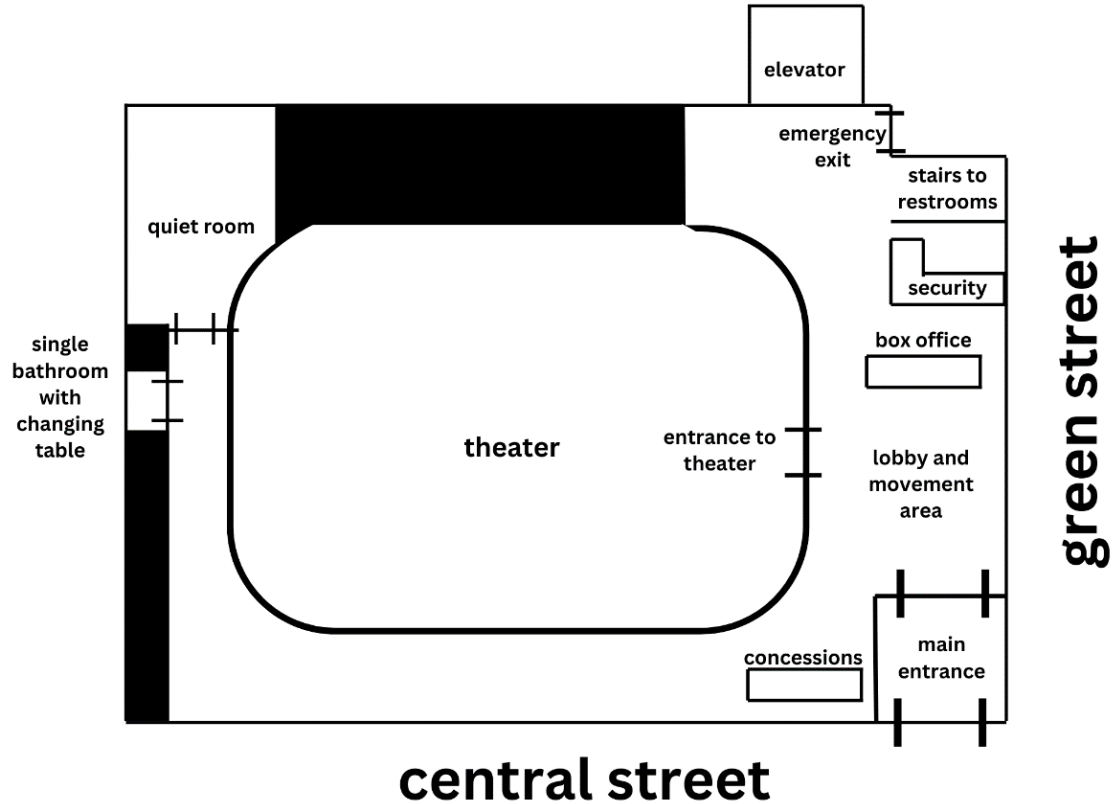 elevator
emergency
exit
stairs to
restrooms
quiet room
security
single
bathroom
with
changing
table
box office
green street
theater
entrance to
theater
lobby and
movement
area
main
entrance
concessions
central street